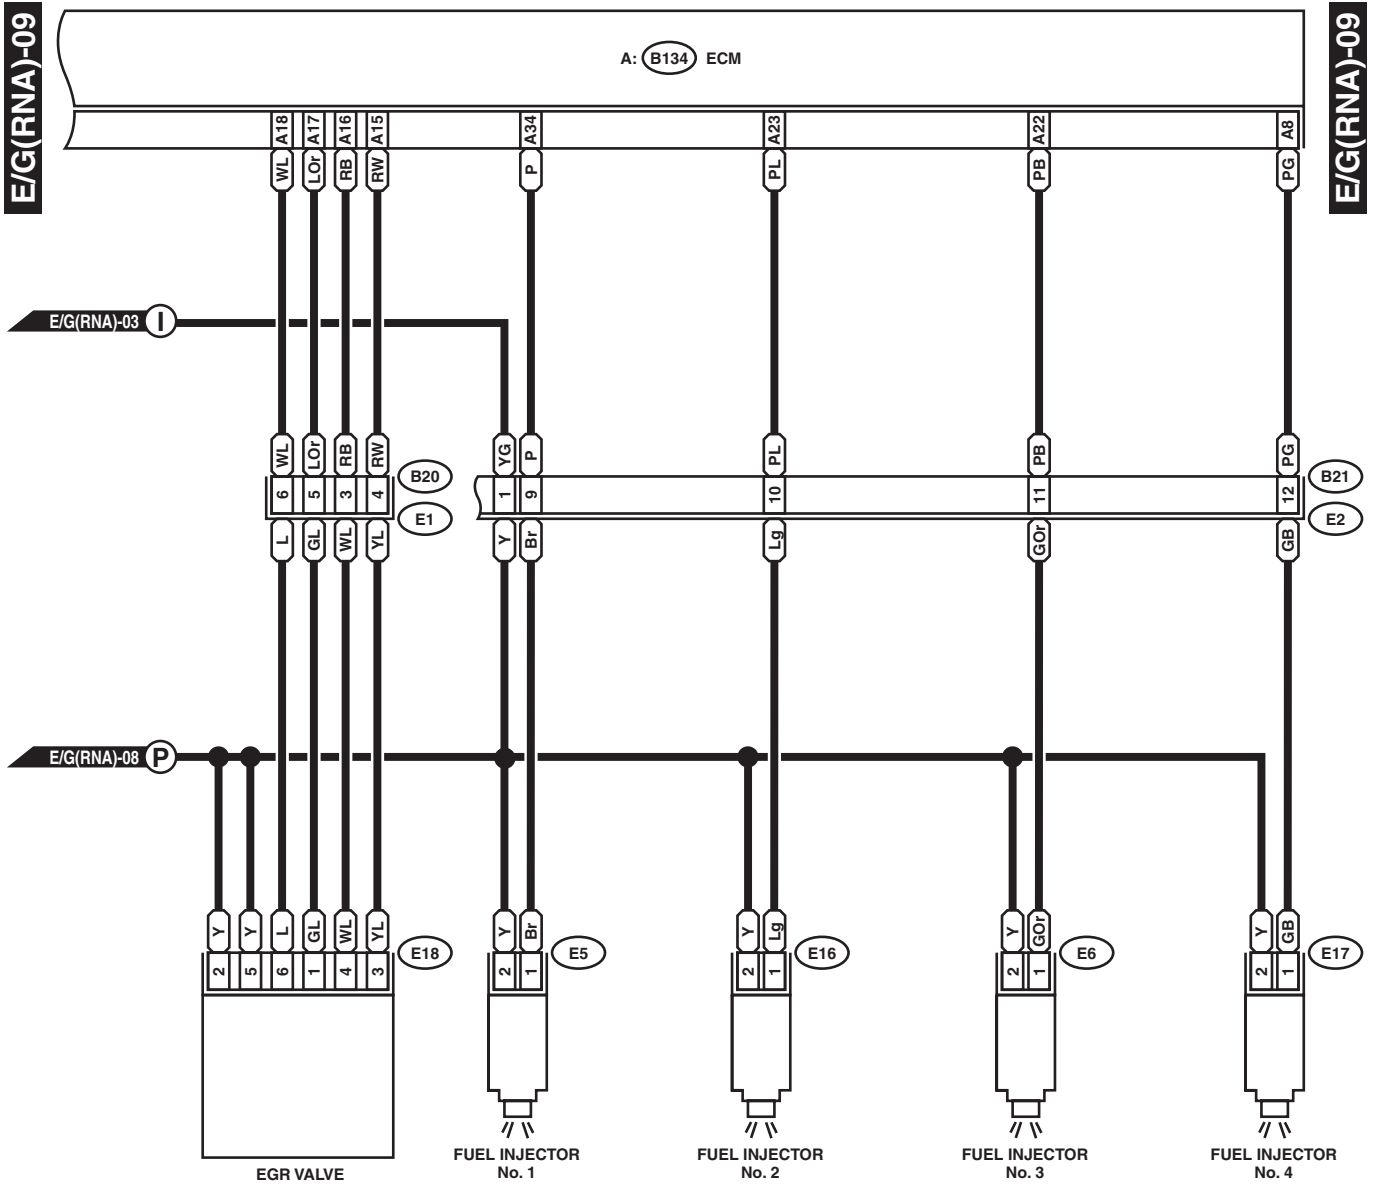 E/G(RNA)-09
E/G(RNA)-09
A: B134 ECM
A18 A17 A16 A15 A34 A23 A22 A8
WL LOr RB RW P PL PB PG
E/G(RNA)-03 I
WL LOr RB RW YG P PL PB PG
B20 B21
6 5 3 4 1 9 10 11 12
E1 E2
L GL WL YL Y Br Lg GOr GB
E/G(RNA)-08 P
Y Y L GL WL YL Y Br Y Lg Y GOr Y GB
E18 E5 E16 E6 E17
2 5 6 1 4 3 2 1 2 1 2 1 2 1
FUEL INJECTOR
No. 1
FUEL INJECTOR
No. 2
FUEL INJECTOR
No. 3
FUEL INJECTOR
No. 4
EGR VALVE